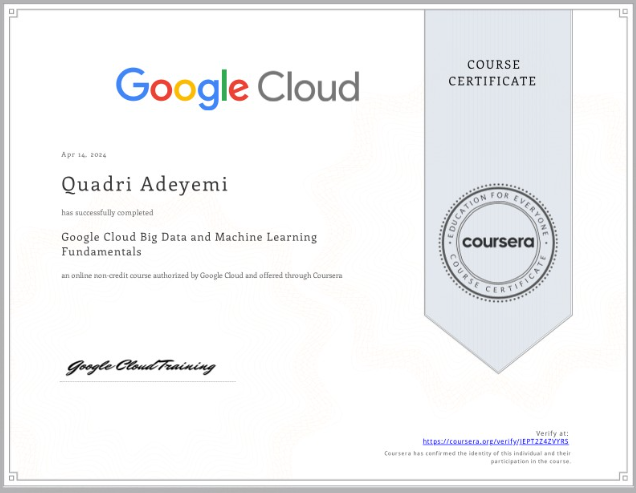 COURSE
CERTIFICATE
Google Cloud
Apr 14, 2024
Quadri Adeyemi
has successfully completed
Google Cloud Big Data and Machine Learning
Fundamentals
an online non-credit course authorized by Google Cloud and offered through Coursera
EDUCATION FOR EVERYONE
coursera
COURSE CERTIFICATE
Google Cloud Training
Verify at:
https://coursera.org/verify/JEPT2Z4ZVYRS
Coursera has confirmed the identity of this individual and their
participation in the course.